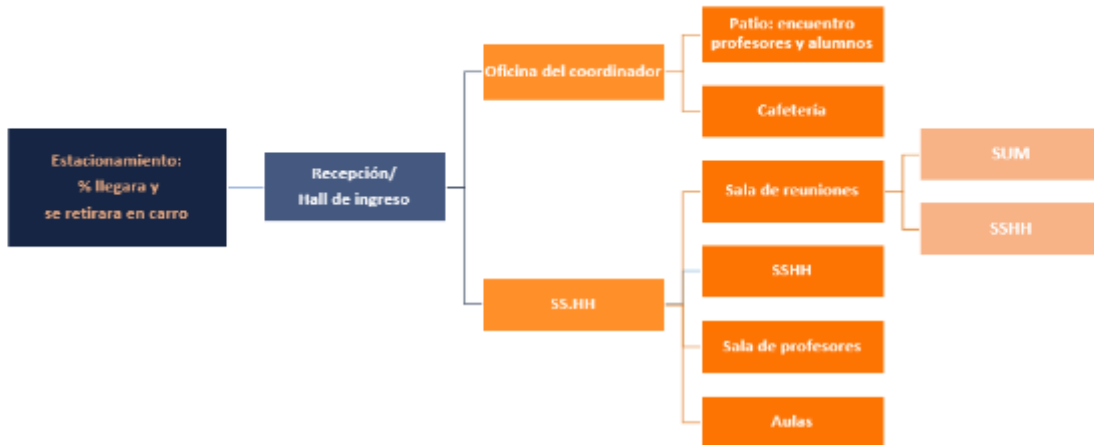 Estacionamiento:
% llegara y
se retirara en carro
Recepción/
Hall de ingreso
Oficina del coordinador
SS.HH
Patio: encuentro
profesores y alumnos
Cafetería
Sala de reuniones
SSHH
Sala de profesores
Aulas
SUM
SSHH